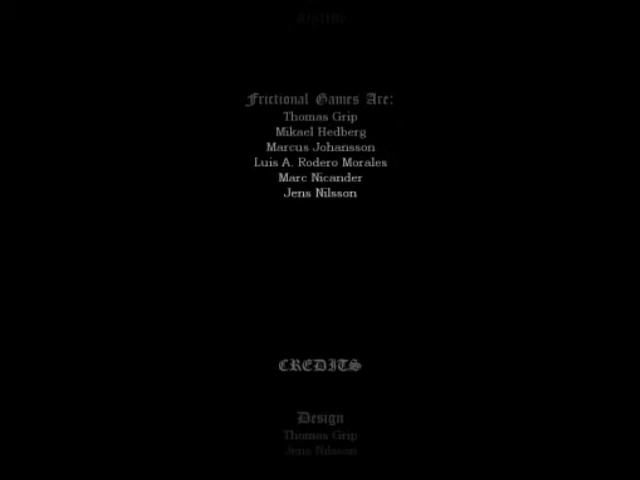 Frictional Games Are:
Thomas Grip
Mikael Hedberg
Marcus Johansson
Luis A. Rodero Morales
Marc Nicander
Jens Nilsson
CREDITS
Design
Thomas Grip
Jens Nilsson